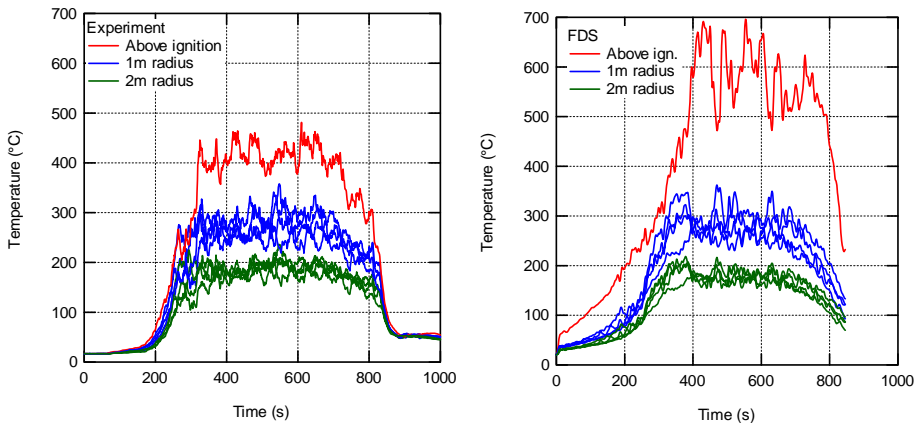 Experiment
Above ignition
1m radius
2m radius
700
600
500
400
300
200
100
0
Temperature (°C)
0 200 400 600 800 1000
Time (s)
FDS
Above ign.
1m radius
2m radius
700
600
500
400
300
200
100
0
Temperature (°C)
0 200 400 600 800 1000
Time (s)